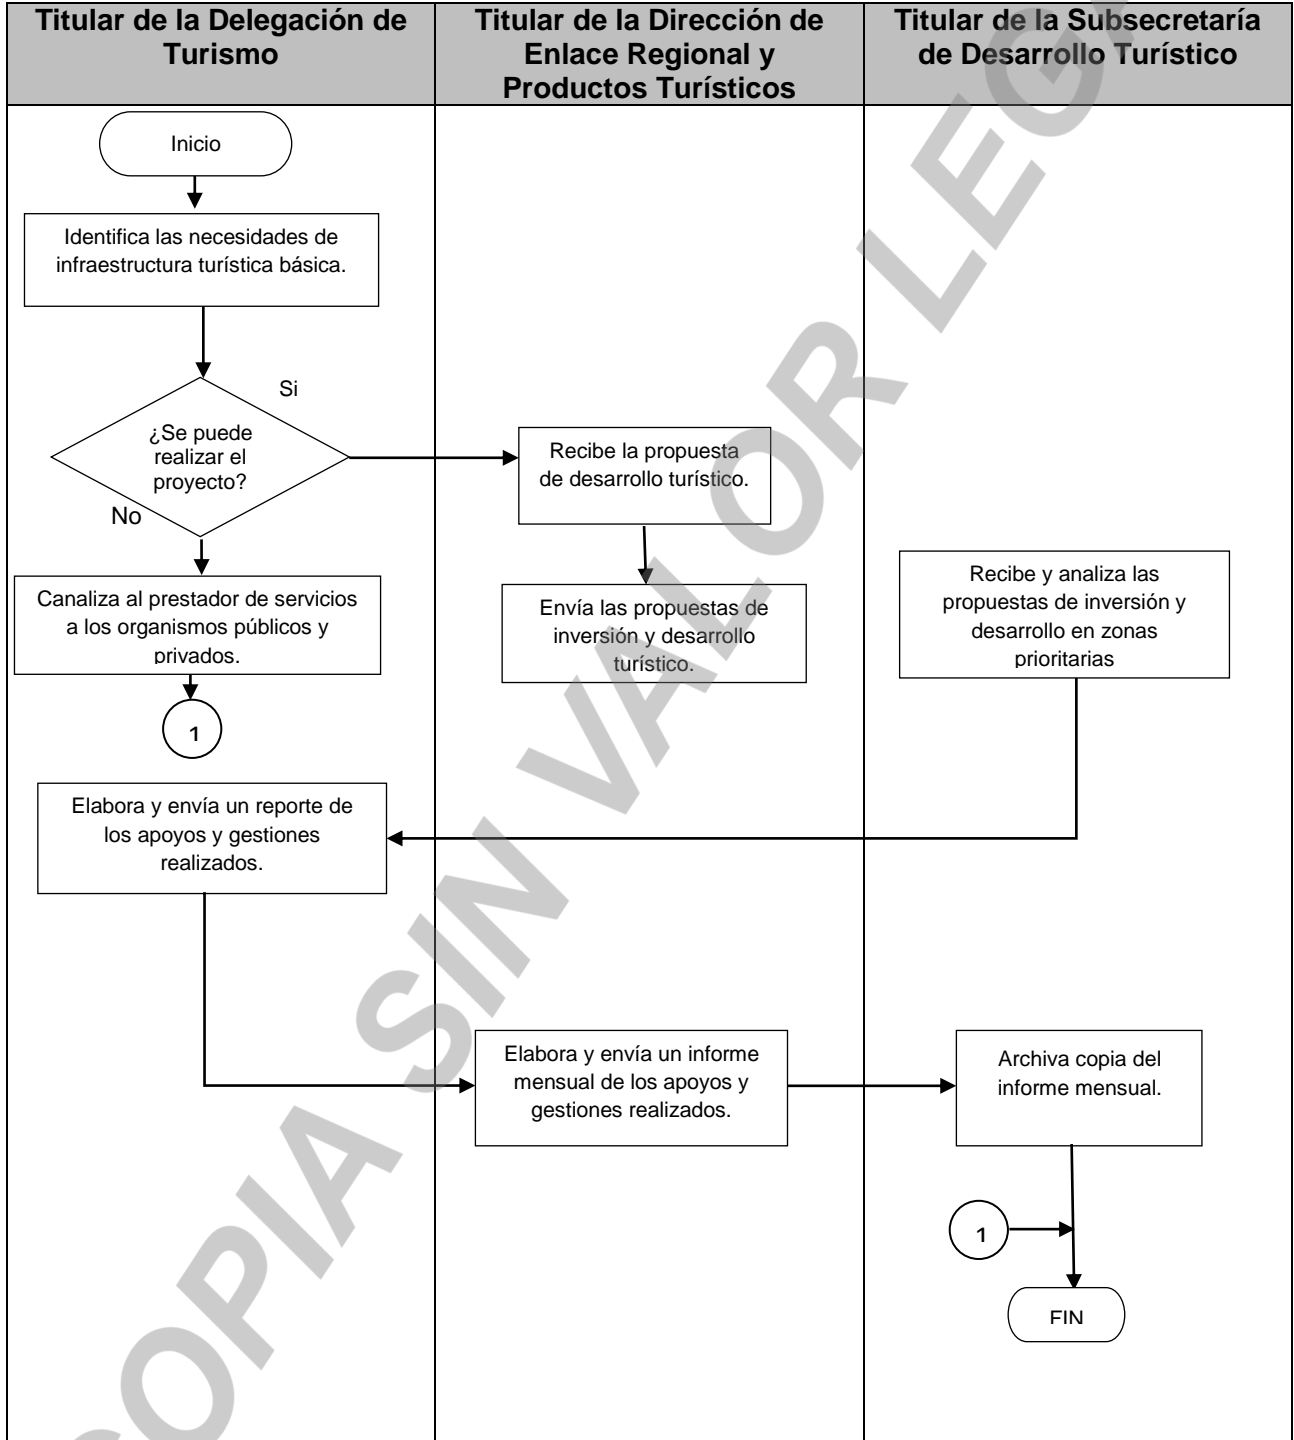 Titular de la Delegación de
Turismo
Titular de la Dirección de
Enlace Regional y
Productos Turísticos
Titular de la Subsecretaría
de Desarrollo Turístico
Inicio
Identifica las necesidades de
infraestructura turística básica.
Si
¿Se puede
realizar el
proyecto?
No
Recibe la propuesta
de desarrollo turístico.
Canaliza al prestador de servicios
a los organismos públicos y
privados.
Envía las propuestas de
inversión y desarrollo
turístico.
Recibe y analiza las
propuestas de inversión y
desarrollo en zonas
prioritarias
1
Elabora y envía un reporte de
los apoyos y gestiones
realizados.
Elabora y envía un informe
mensual de los apoyos y
gestiones realizados.
Archiva copia del
informe mensual.
1
FIN
COPIA SIN VALOR LEGA